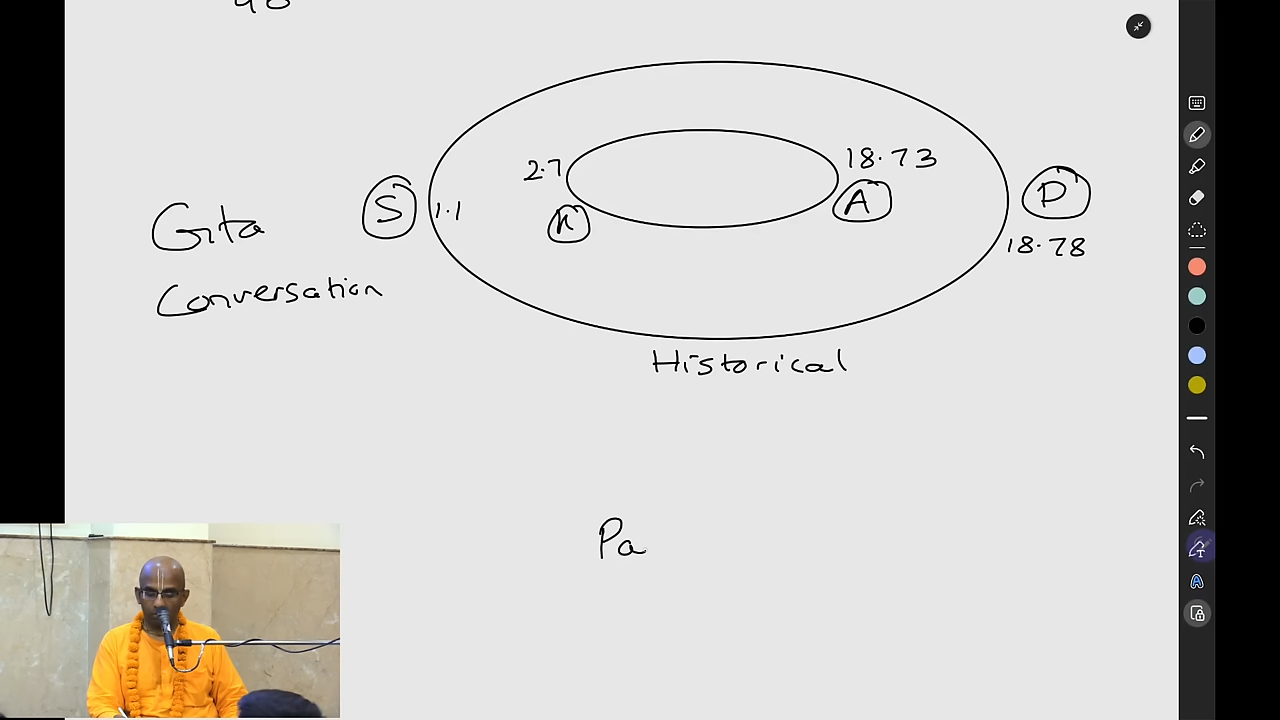 2.7 18.73
S 1.1 K A D
Gita 18.78
Conversation
Historical
Pa